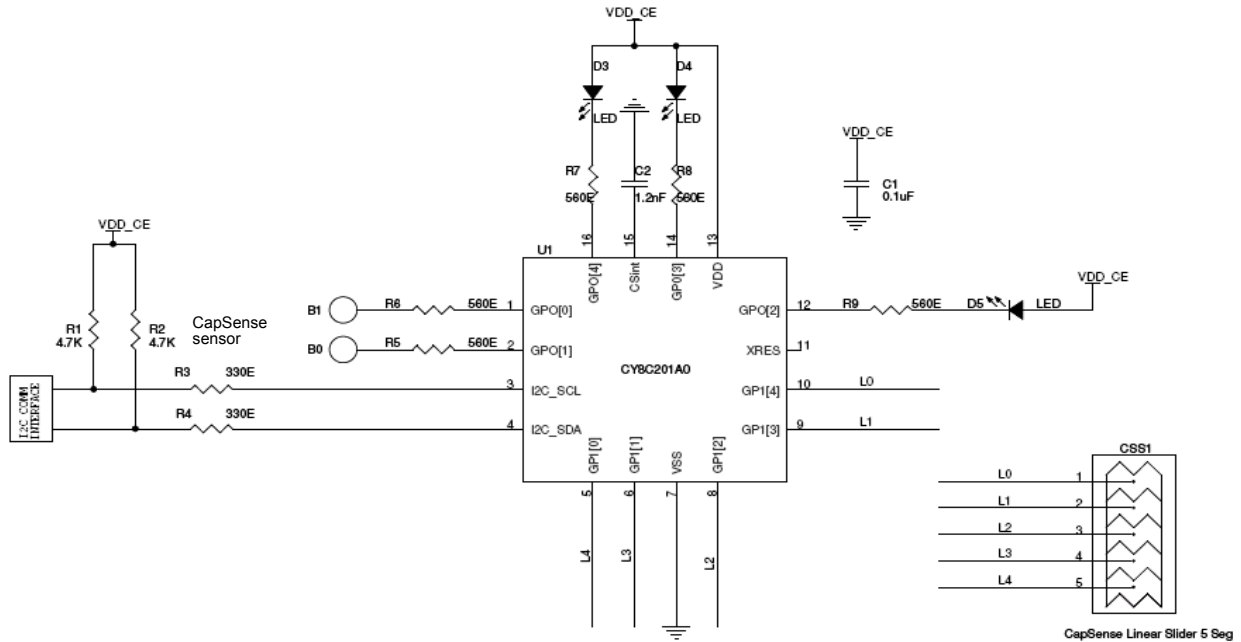 VDD_CE
D3
D4
LED
LED
VDD_CE
R7
C2
R8
560E
1.2nF
560E
C1
0.1uF
VDD_CE
U1
16
15
14
13
GPO[4]
CSint
GP0[3]
VDD
VDD_CE
B1
R6
560E
1
GPO[0]
GPO[2]
12
R9
560E
D5
LED
R1
4.7K
R2
4.7K
CapSense
sensor
B0
R5
560E
2
GPO[1]
XRES
11
CY8C201A0
R3
330E
3
I2C_SCL
GP1[4]
10
L0
I2C COMM
INTERFACE
R4
330E
4
I2C_SDA
GP1[3]
9
L1
GP1[0]
GP1[1]
VSS
GP1[2]
5
6
7
8
L4
L3
L2
CSS1
L0
1
L1
2
L2
3
L3
4
L4
5
CapSense Linear Slider 5 Seg